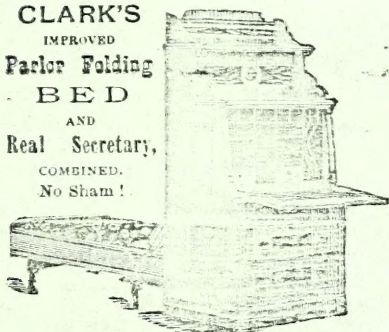 CLARK'S
IMPROVED
Parlor Folding
BED
AND
Real Secretary,
COMBINED.
No Sham!